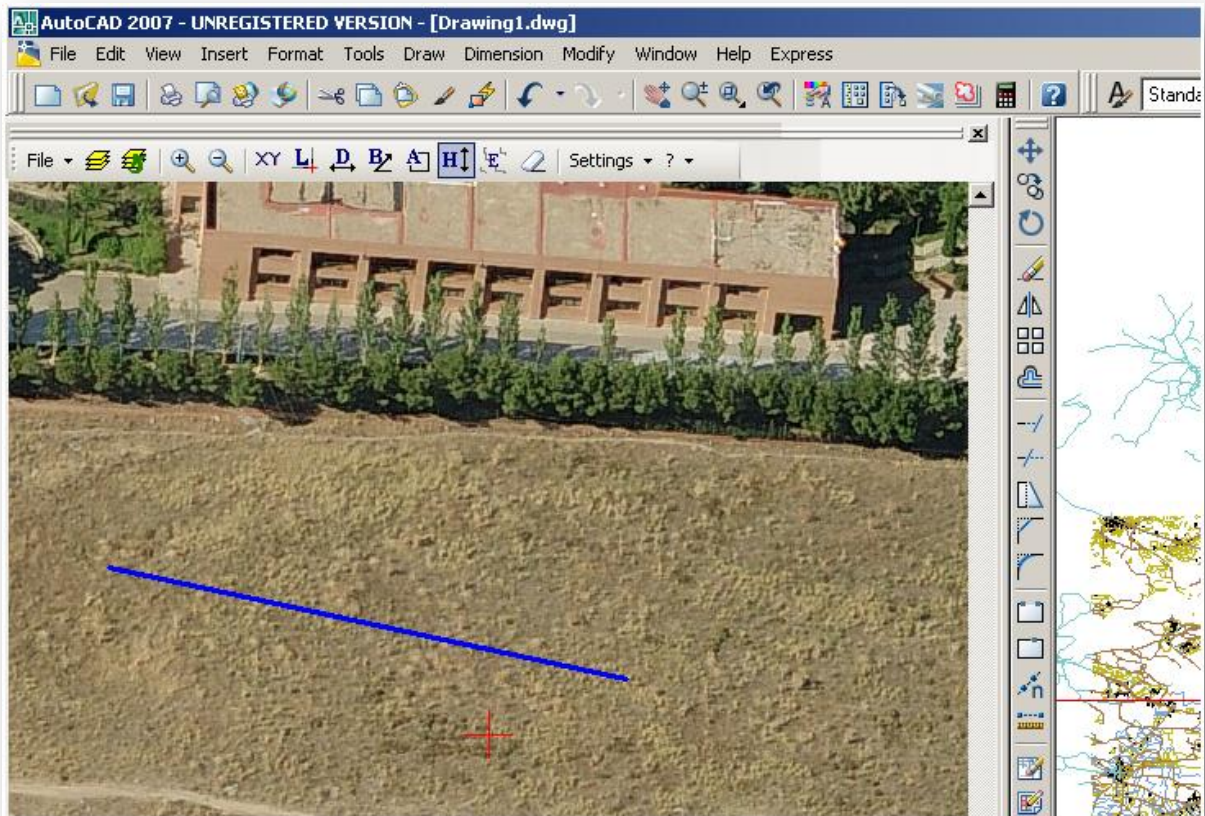 AutoCAD 2007 - UNREGISTERED VERSION - [Drawing1.dwg]
File Edit View Insert Format Tools Draw Dimension Modify Window Help Express
Standa
File XY L D B A H E Settings ?
n